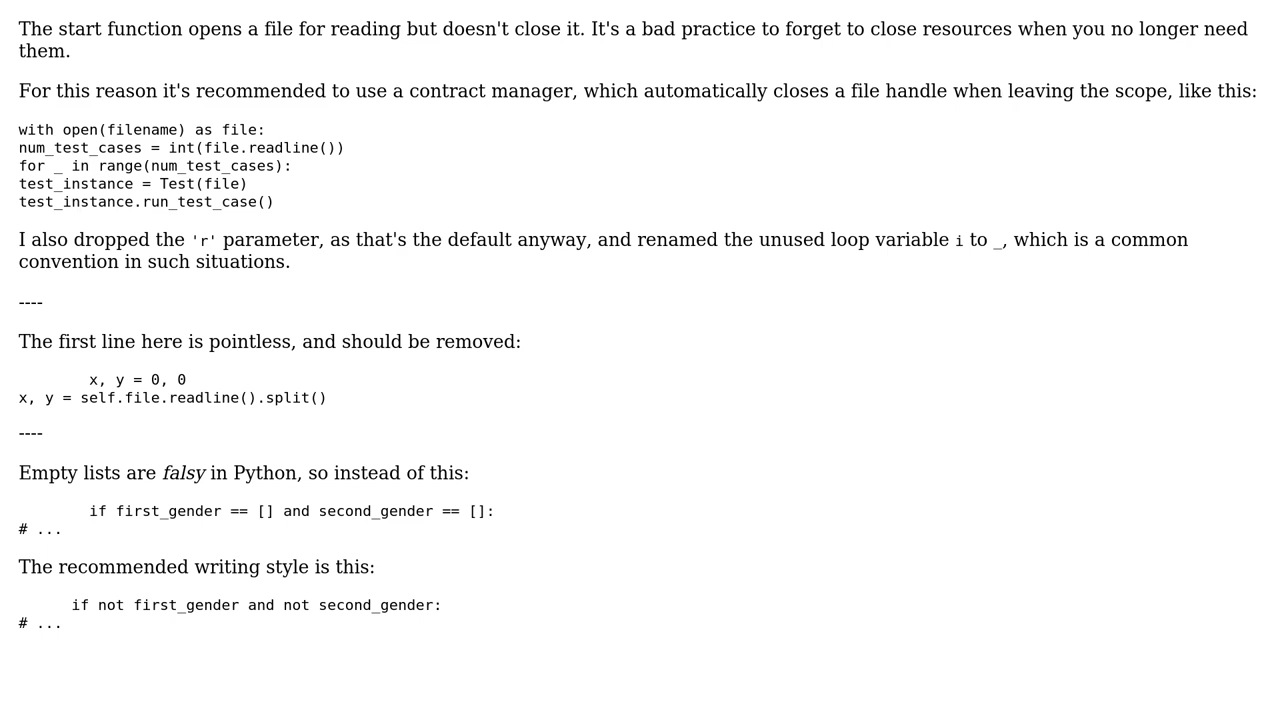 The start function opens a file for reading but doesn't close it. It's a bad practice to forget to close resources when you no longer need
them.
For this reason it's recommended to use a contract manager, which automatically closes a file handle when leaving the scope, like this:
with open(filename) as file:
num_test_cases = int(file.readline())
for _ in range(num_test_cases):
test_instance = Test(file)
test_instance.run_test_case()
I also dropped the 'r' parameter, as that's the default anyway, and renamed the unused loop variable i to _, which is a common
convention in such situations.
----
The first line here is pointless, and should be removed:
        x, y = 0, 0
x, y = self.file.readline().split()
----
Empty lists are falsy in Python, so instead of this:
        if first_gender == [] and second_gender == []:
# ...
The recommended writing style is this:
      if not first_gender and not second_gender:
# ...